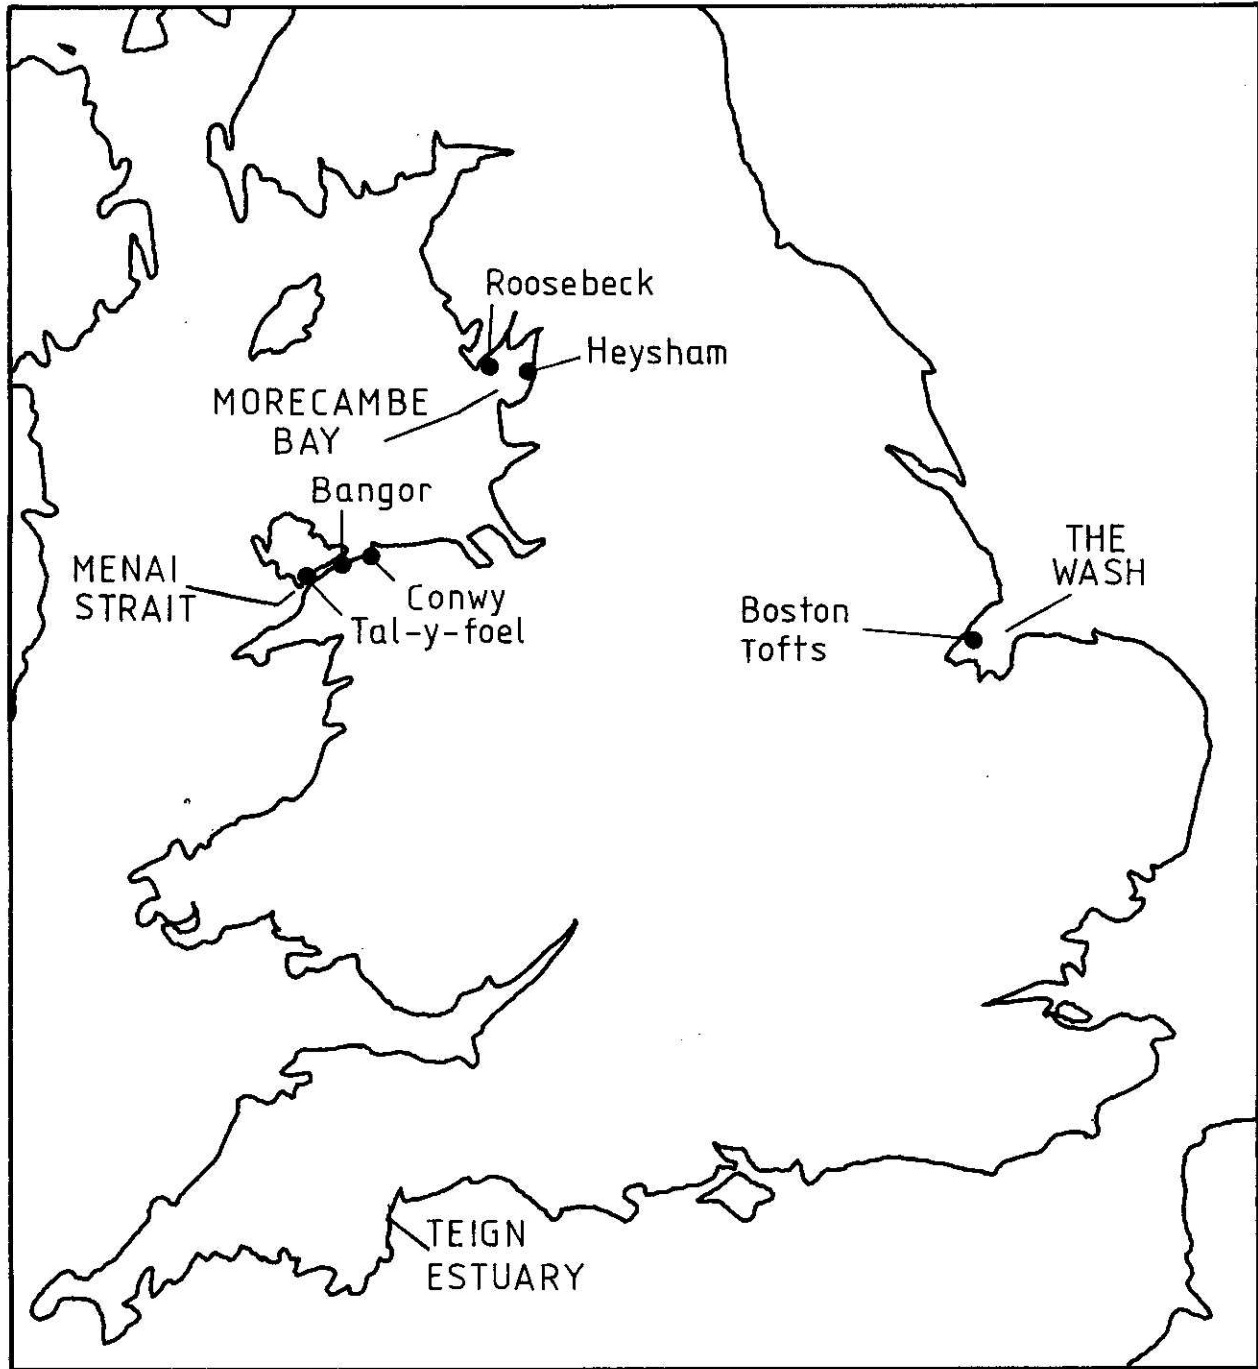 Roosebeck
Heysham
MORECAMBE
BAY
Bangor
MENAI
STRAIT
Conwy
Tal-y-foel
THE
WASH
Boston
Tofts
TEIGN
ESTUARY